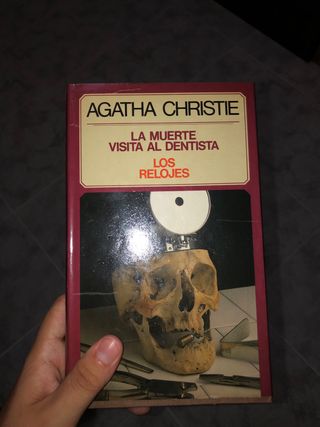 AGATHA CHRISTIE
LA MUERTE
VISITA AL DENTISTA
LOS
RELOJES